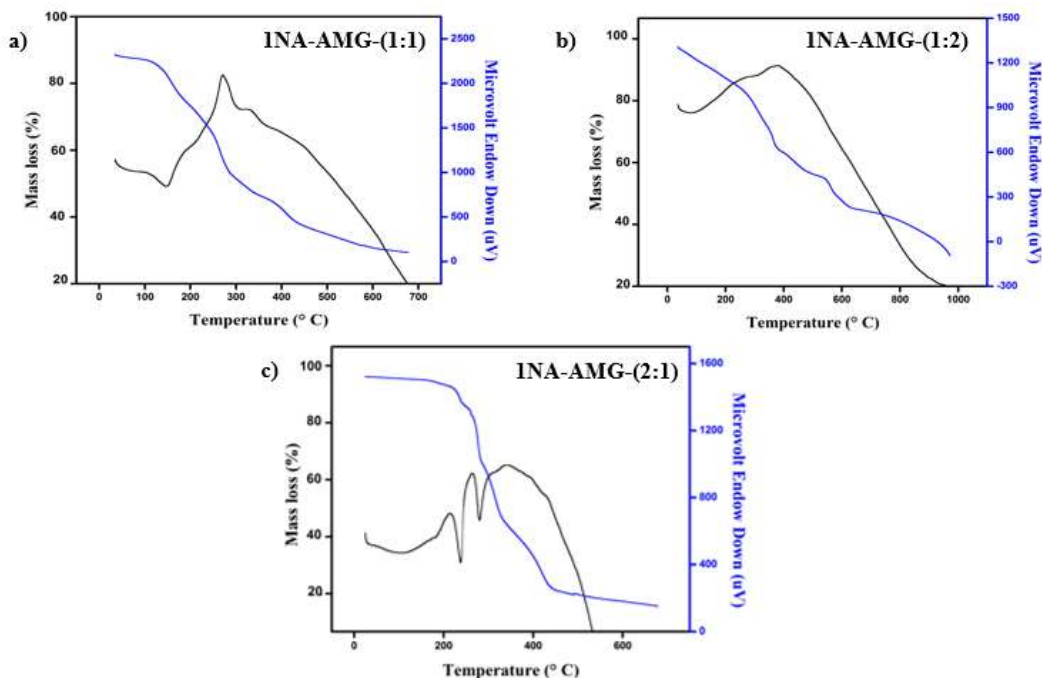 a)
1NA-AMG-(1:1)
100
80
60
40
20
Mass loss (%)
2500
2000
1500
1000
500
0
Microvolt Endow Down (uV)
0 100 200 300 400 500 600 700
Temperature (° C)
b)
1NA-AMG-(1:2)
100
80
60
40
20
Mass loss (%)
1500
1200
900
600
300
0
-300
Microvolt Endow Down (uV)
0 200 400 600 800 1000
Temperature (° C)
c)
1NA-AMG-(2:1)
100
80
60
40
20
Mass loss (%)
1600
1200
800
400
0
Microvolt Endow Down (uV)
0 200 400 600
Temperature (° C)